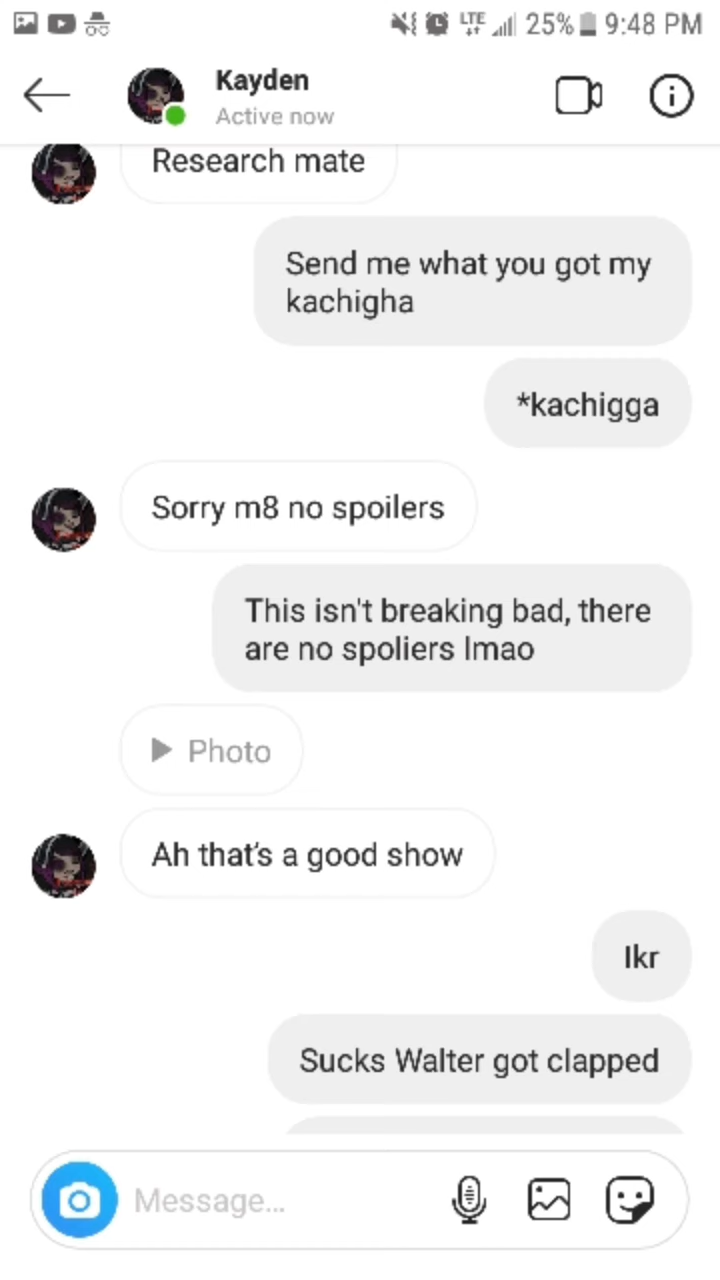 LTE 25% 9:48 PM
Kayden
Active now
Research mate
Send me what you got my
kachigha
*kachigga
Sorry m8 no spoilers
This isn't breaking bad, there
are no spoliers lmao
Photo
Ah that's a good show
Ikr
Sucks Walter got clapped
Message...